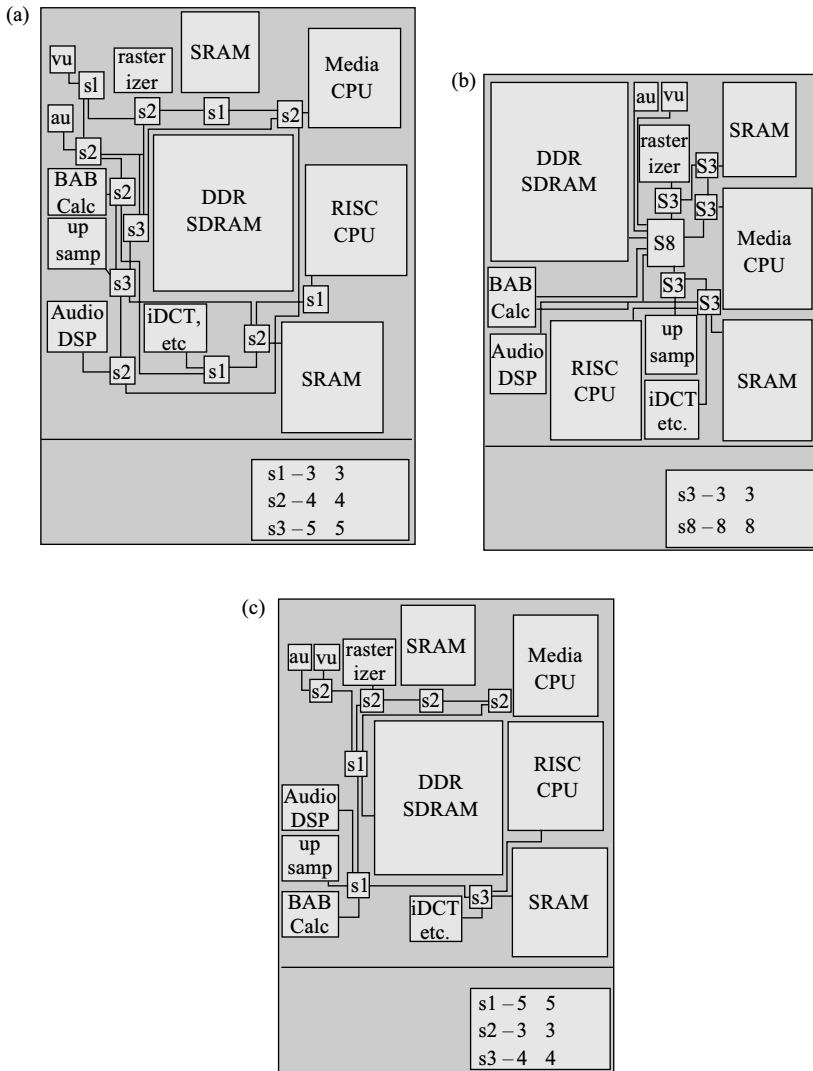 (a)
SRAM
vu
raster
izer
Media
CPU
sl
s2
s1
s2
au
s2
BAB
Calc
s2
DDR
SDRAM
RISC
CPU
up
samp
s3
s3
s1
Audio
DSP
iDCT,
etc
s2
s2
s1
SRAM
s1 – 3 3
s2 – 4 4
s3 – 5 5
(b)
au
vu
SRAM
DDR
SDRAM
raster
izer
S3
S3
S3
S8
Media
CPU
BAB
Calc
S3
S3
Audio
DSP
RISC
CPU
up
samp
SRAM
iDCT
etc.
s3 – 3 3
s8 – 8 8
(c)
SRAM
au
vu
raster
izer
Media
CPU
s2
s2
s2
s2
s1
DDR
SDRAM
RISC
CPU
Audio
DSP
up
samp
s1
BAB
Calc
iDCT
etc.
s3
SRAM
s1 – 5 5
s2 – 3 3
s3 – 4 4